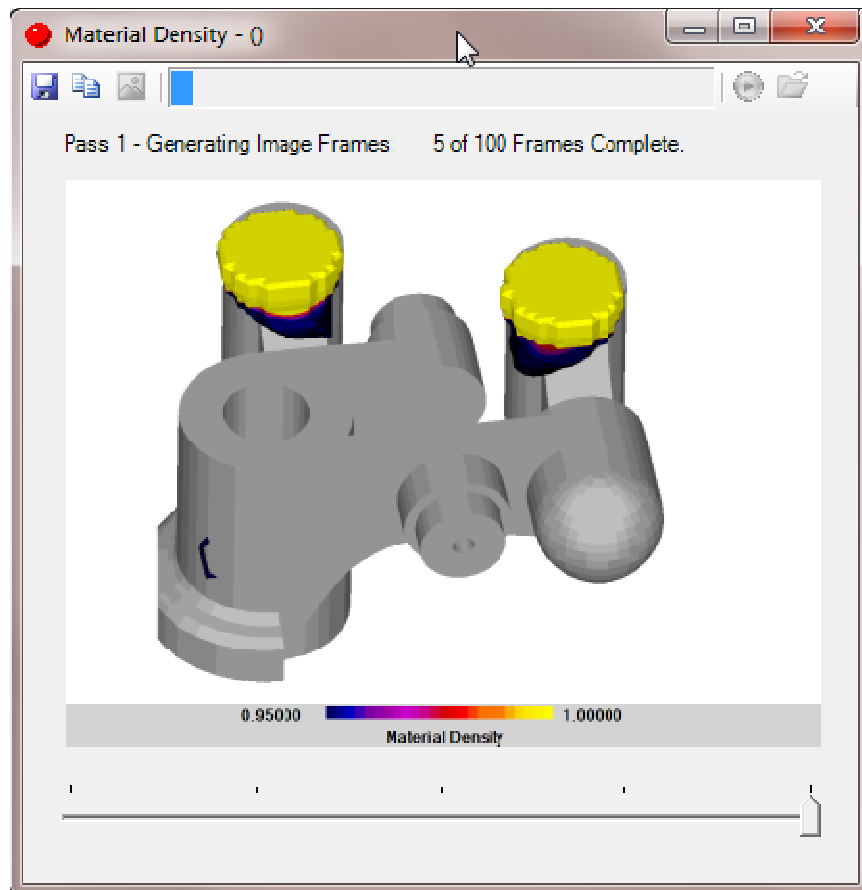 Material Density - ()
Pass 1 - Generating Image Frames 5 of 100 Frames Complete.
0.95000 1.00000
Material Density